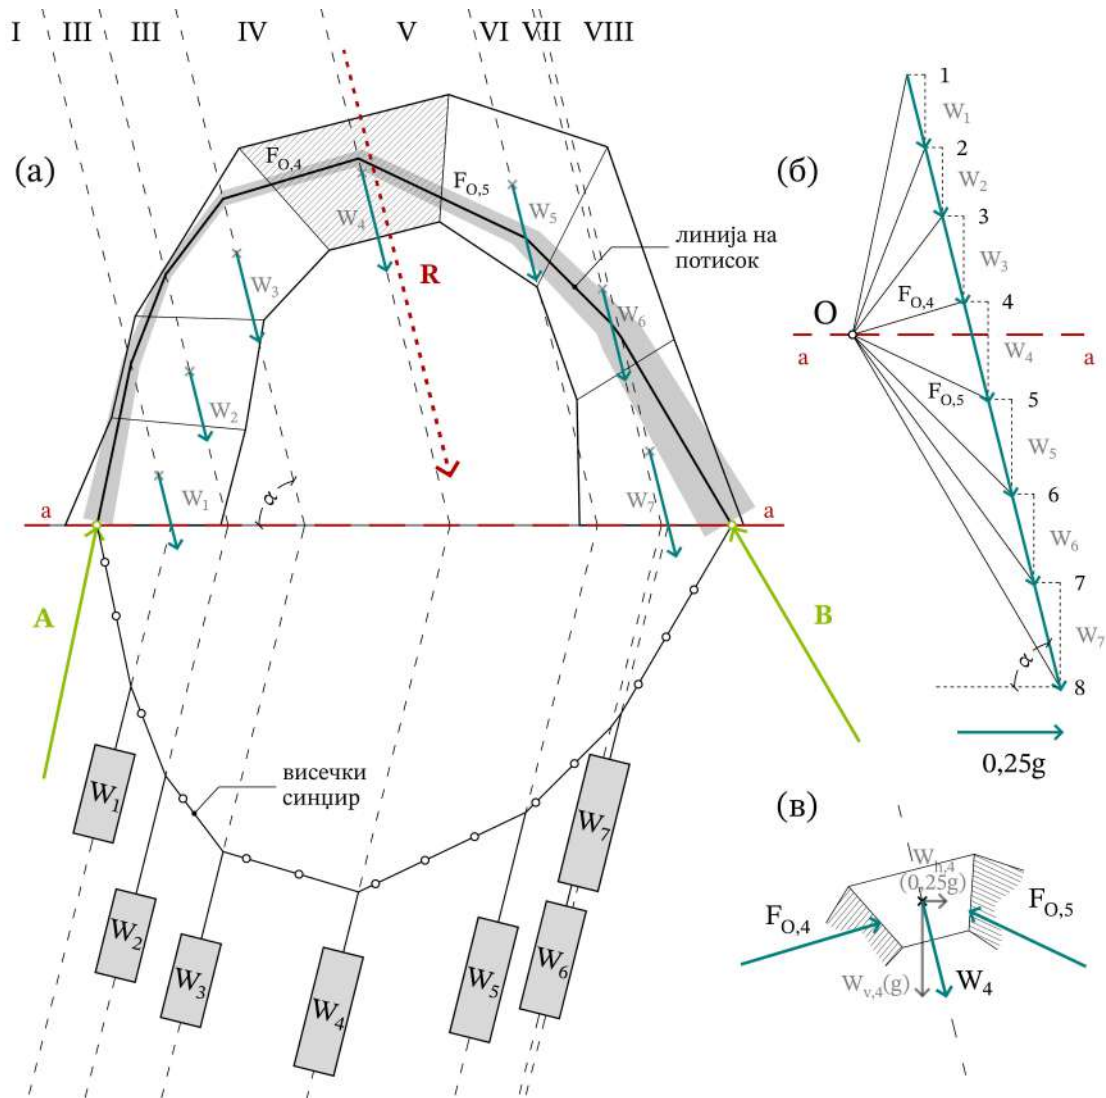 I III III IV V VI VII VIII
(а)
F_O,4
F_O,5
W_1
W_2
W_3
W_4
W_5
W_6
W_7
R
линија на
потисок
α
a
a
A
B
висечки
синџир
W_1
W_2
W_3
W_4
W_5
W_6
W_7
(б)
1
W_1
2
W_2
3
W_3
F_O,4
4
O
a
a
W_4
F_O,5
5
W_5
6
W_6
7
W_7
α
8
0,25g
(в)
W_h,4
(0,25g)
F_O,4
F_O,5
W_v,4(g)
W_4